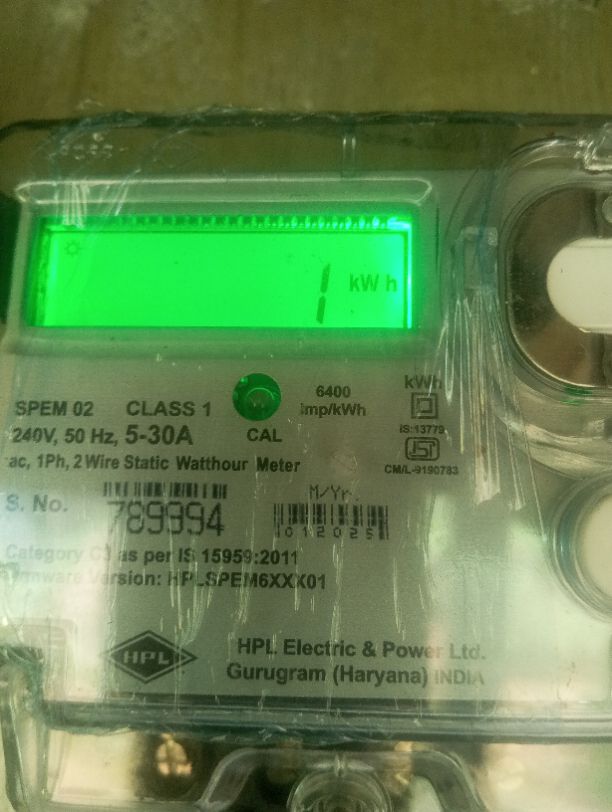 1 kWh
6400
imp/kWh
kWh
SPEM 02 CLASS 1
240V, 50 Hz, 5-30A
CAL
IS:13779
ac, 1Ph, 2 Wire Static Watthour Meter
CM/L-9190783
S. No.
789994
M/Yr.
012025
Category C3 as per IS 15959:2011
Firmware Version: HPLSPEM6XXX01
HPL
HPL Electric & Power Ltd.
Gurugram (Haryana) INDIA